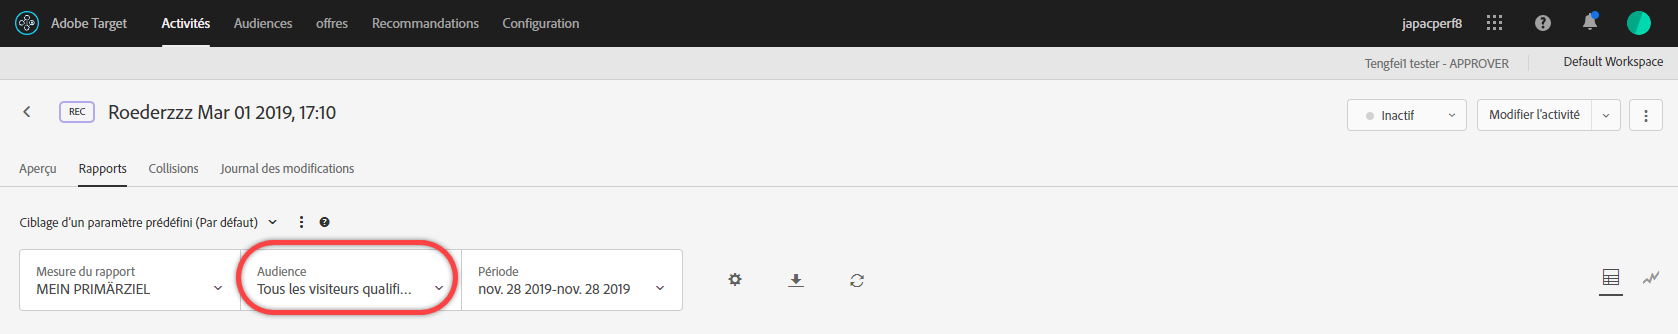 Adobe Target Activités Audiences offres Recommandations Configuration japacperf8
Tengfei1 tester - APPROVER Default Workspace
REC Roederzzz Mar 01 2019, 17:10 Inactif Modifier l'activité
Aperçu Rapports Collisions Journal des modifications
Ciblage d'un paramètre prédéfini (Par défaut)
Mesure du rapport Audience Période
MEIN PRIMÄRZIEL Tous les visiteurs qualifi... nov. 28 2019-nov. 28 2019